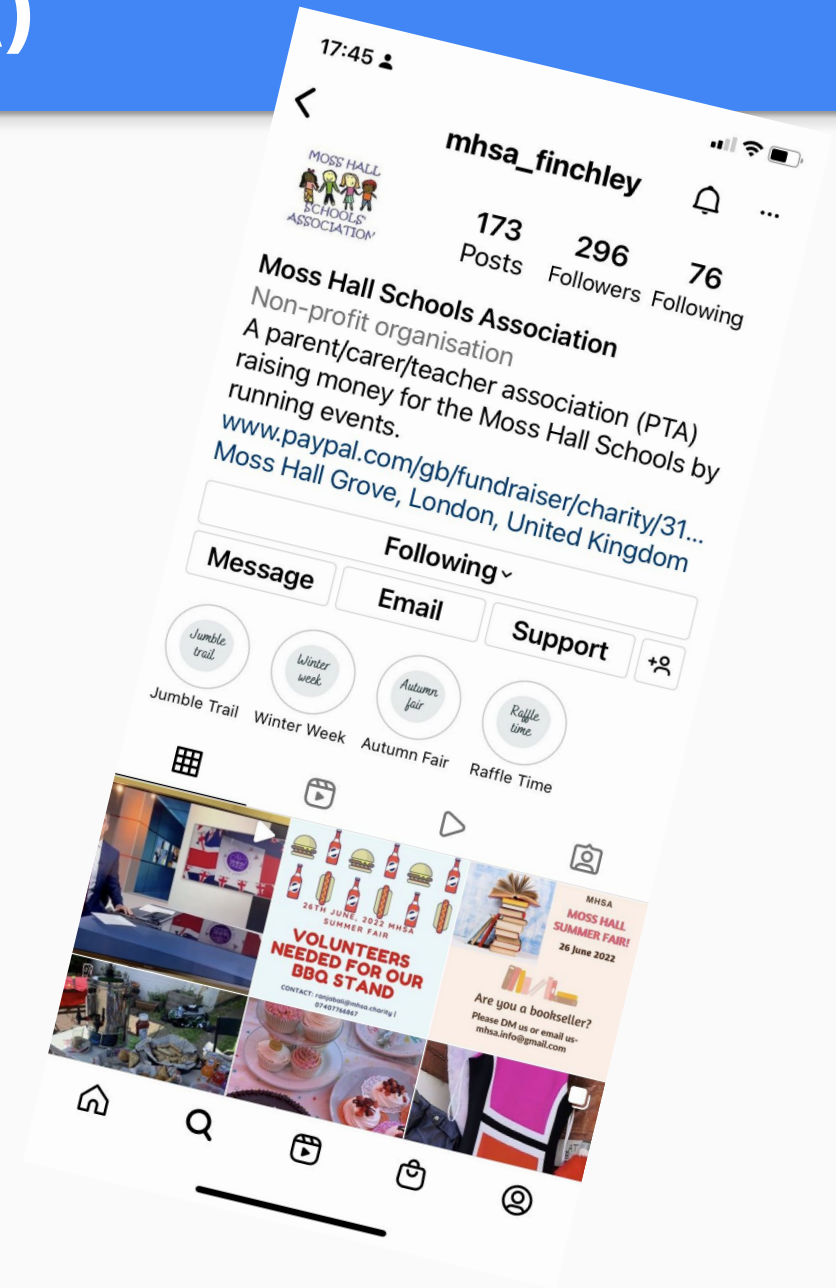 )
17:45
mhsa_finchley
MOSS HALL
SCHOOLS'
ASSOCIATION
173
Posts
296
Followers
76
Following
Moss Hall Schools Association
Non-profit organisation
A parent/carer/teacher association (PTA)
raising money for the Moss Hall Schools by
running events.
www.paypal.com/gb/fundraiser/charity/31...
Moss Hall Grove, London, United Kingdom
Following
Message
Email
Support
Jumble
trail
Winter
week
Autumn
fair
Raffle
time
Jumble Trail
Winter Week
Autumn Fair
Raffle Time
26TH JUNE, 2022 MHSA
SUMMER FAIR
VOLUNTEERS
NEEDED FOR OUR
BBQ STAND
CONTACT: ranjabali@mhsa.charity |
07407766867
MHSA
MOSS HALL
SUMMER FAIR!
26 June 2022
Are you a bookseller?
Please DM us or email us-
mhsa.info@gmail.com